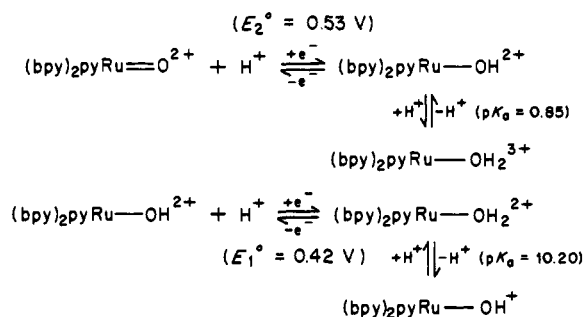 (E₂° = 0.53 V)
(bpy)₂pyRu═O²⁺ + H⁺ +e⁻ ⇌ −e⁻ (bpy)₂pyRu—OH²⁺
+H⁺ ⇌ −H⁺ (pKₐ = 0.85)
(bpy)₂pyRu—OH₂³⁺
(bpy)₂pyRu—OH²⁺ + H⁺ +e⁻ ⇌ −e⁻ (bpy)₂pyRu—OH₂²⁺
(E₁° = 0.42 V) +H⁺ ⇌ −H⁺ (pKₐ = 10.20)
(bpy)₂pyRu—OH⁺